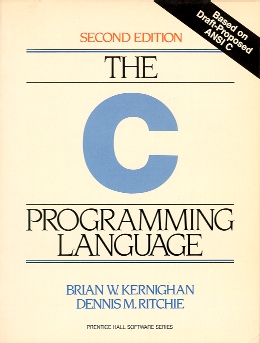 Based on
Draft-Proposed
ANSI C
SECOND EDITION
THE
C
PROGRAMMING
LANGUAGE
BRIAN W. KERNIGHAN
DENNIS M. RITCHIE
PRENTICE HALL SOFTWARE SERIES